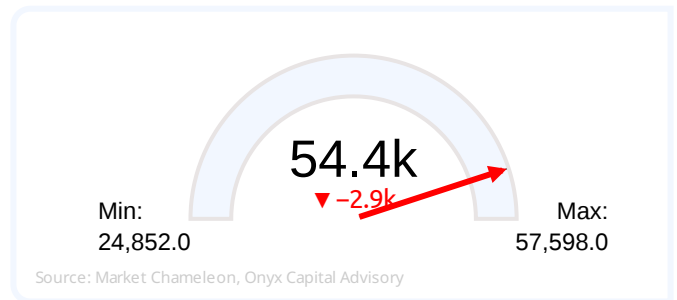 54.4k
▼ −2.9k
Min:
24,852.0
Max:
57,598.0
Source: Market Chameleon, Onyx Capital Advisory